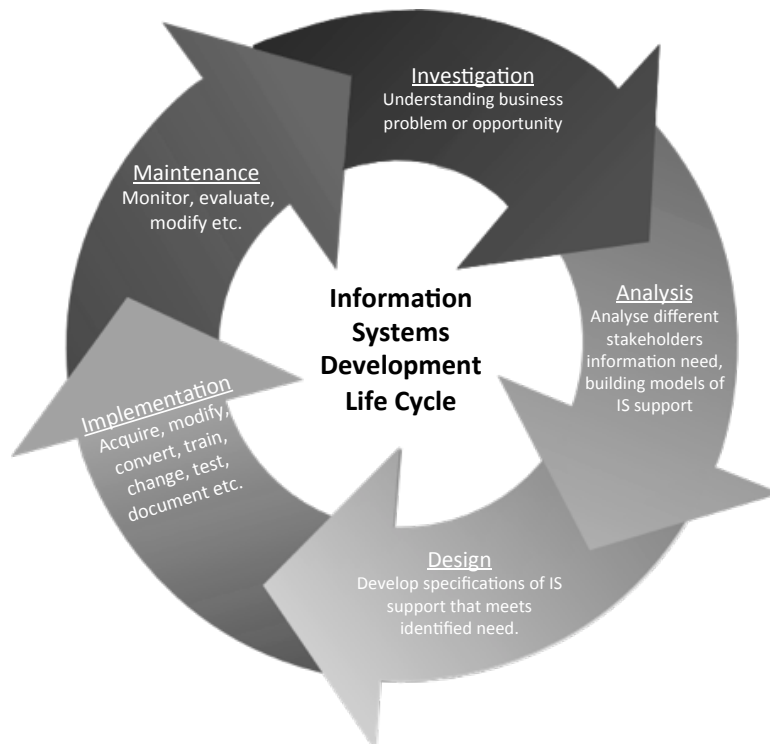 Investigation
Understanding business
problem or opportunity
Analysis
Analyse different
stakeholders
information need,
building models of
IS support
Design
Develop specifications of IS
support that meets
identified need.
Implementation
Acquire, modify,
convert, train,
change, test,
document etc.
Maintenance
Monitor, evaluate,
modify etc.
Information
Systems
Development
Life Cycle